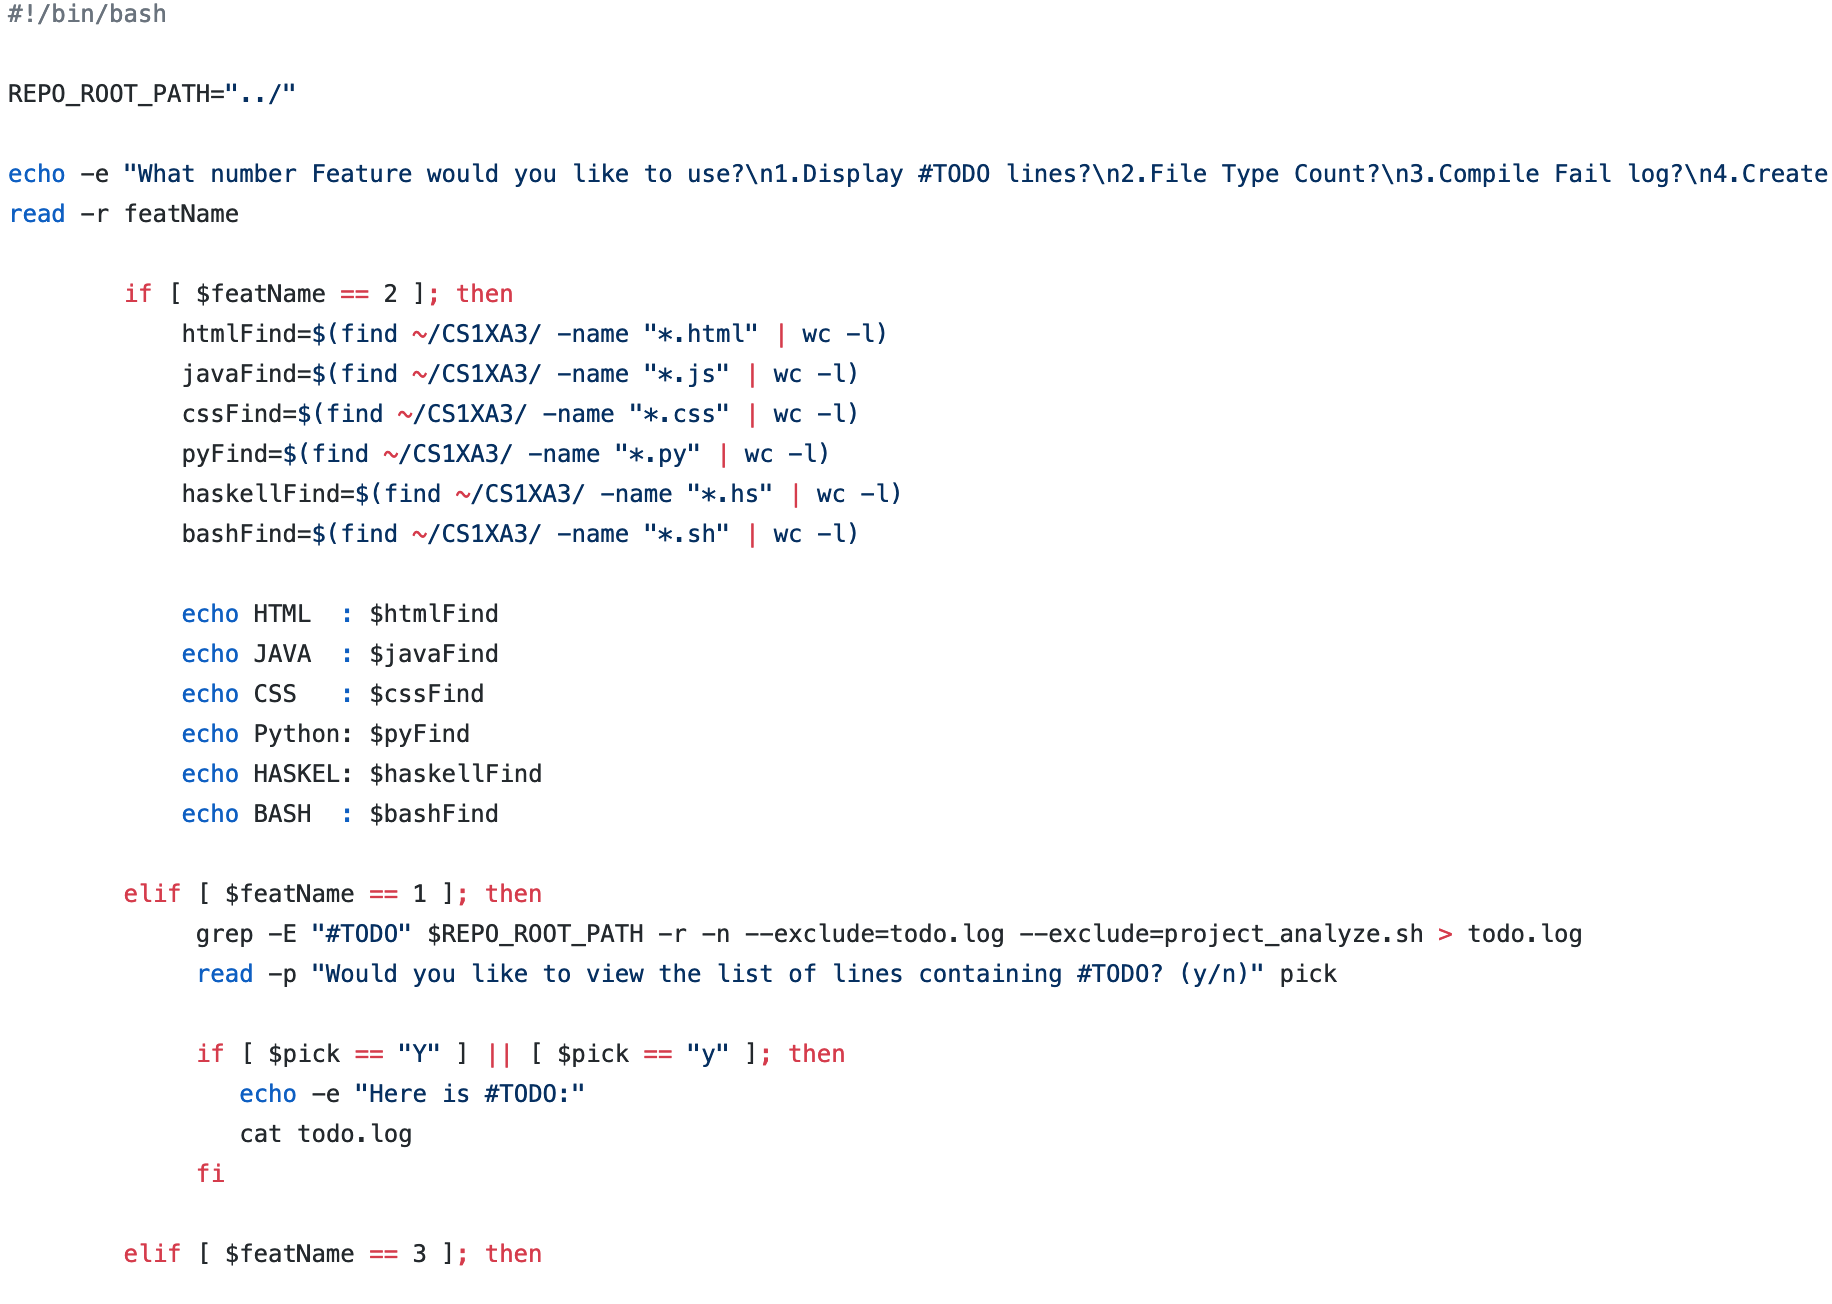 #!/bin/bash
REPO_ROOT_PATH="../"
echo -e "What number Feature would you like to use?\n1.Display #TODO lines?\n2.File Type Count?\n3.Compile Fail log?\n4.Create
read -r featName
if [ $featName == 2 ]; then
htmlFind=$(find ~/CS1XA3/ -name "*.html" | wc -l)
javaFind=$(find ~/CS1XA3/ -name "*.js" | wc -l)
cssFind=$(find ~/CS1XA3/ -name "*.css" | wc -l)
pyFind=$(find ~/CS1XA3/ -name "*.py" | wc -l)
haskellFind=$(find ~/CS1XA3/ -name "*.hs" | wc -l)
bashFind=$(find ~/CS1XA3/ -name "*.sh" | wc -l)
echo HTML  : $htmlFind
echo JAVA  : $javaFind
echo CSS   : $cssFind
echo Python: $pyFind
echo HASKEL: $haskellFind
echo BASH  : $bashFind
elif [ $featName == 1 ]; then
grep -E "#TODO" $REPO_ROOT_PATH -r -n --exclude=todo.log --exclude=project_analyze.sh > todo.log
read -p "Would you like to view the list of lines containing #TODO? (y/n)" pick
if [ $pick == "Y" ] || [ $pick == "y" ]; then
echo -e "Here is #TODO:"
cat todo.log
fi
elif [ $featName == 3 ]; then